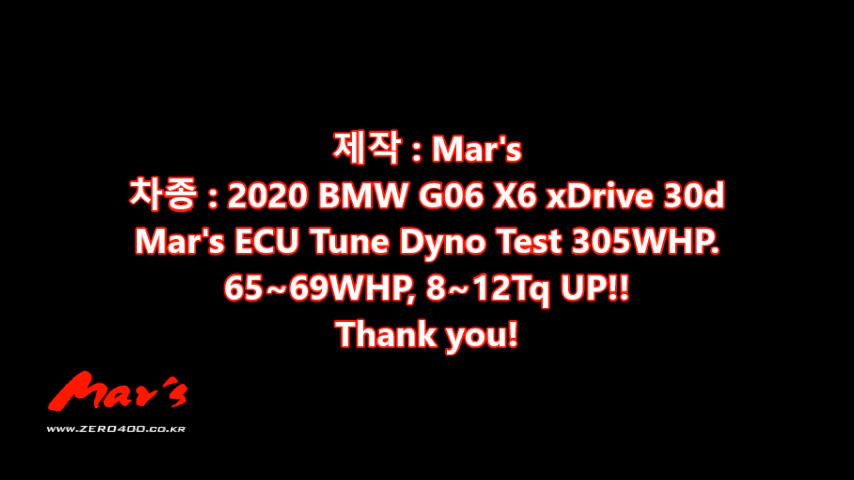 제작 : Mar's
차종 : 2020 BMW G06 X6 xDrive 30d
Mar's ECU Tune Dyno Test 305WHP.
65~69WHP, 8~12Tq UP!!
Thank you!
Mar's
www.ZERO400.co.kr